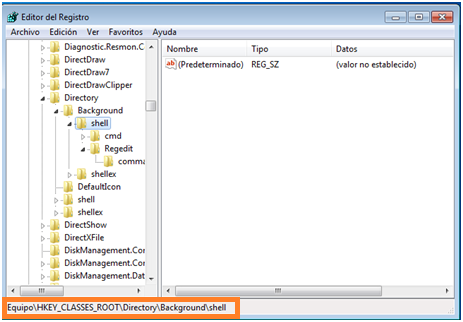 Editor del Registro
Archivo Edición Ver Favoritos Ayuda
Diagnostic.Resmon.C
DirectDraw
DirectDraw7
DirectDrawClipper
Directory
Background
shell
cmd
Regedit
comma
shellex
DefaultIcon
shell
shellex
DirectShow
DirectXFile
DiskManagement.Cor
DiskManagement.Cor
DiskManagement.Dat
Nombre Tipo Datos
ab (Predeterminado) REG_SZ (valor no establecido)
Equipo\HKEY_CLASSES_ROOT\Directory\Background\shell